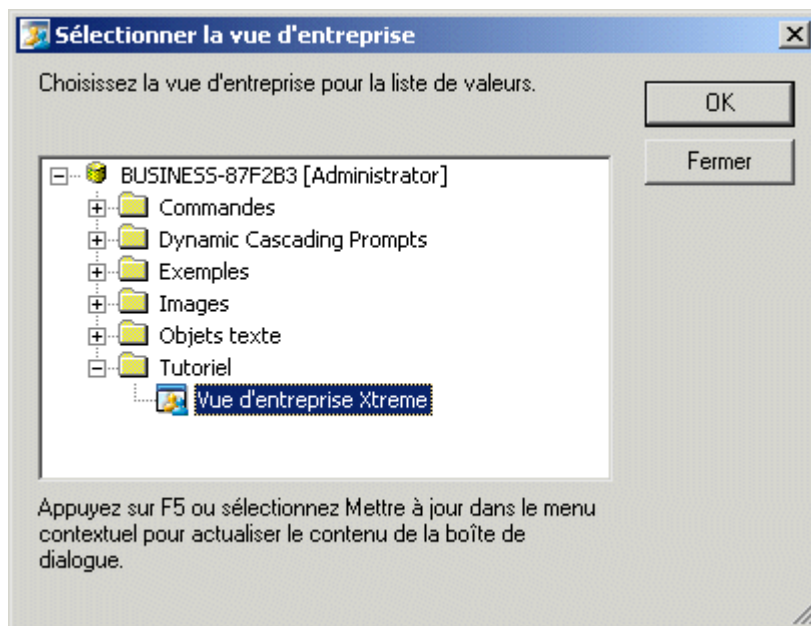 Sélectionner la vue d'entreprise
Choisissez la vue d'entreprise pour la liste de valeurs.
OK
Fermer
BUSINESS-87F2B3 [Administrator]
Commandes
Dynamic Cascading Prompts
Exemples
Images
Objets texte
Tutoriel
Vue d'entreprise Xtreme
Appuyez sur F5 ou sélectionnez Mettre à jour dans le menu
contextuel pour actualiser le contenu de la boîte de
dialogue.